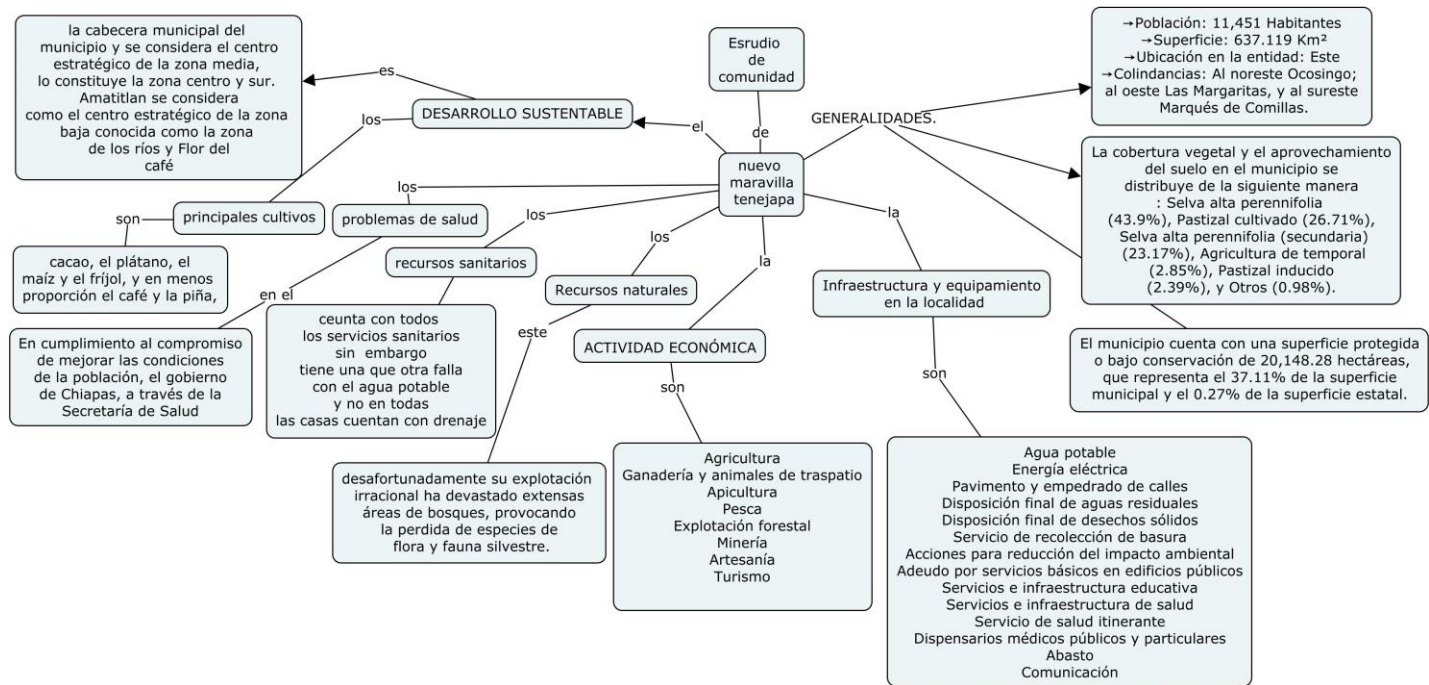 Esrudio
de
comunidad
de
nuevo
maravilla
tenejapa
el
DESARROLLO SUSTENTABLE
es
la cabecera municipal del
municipio y se considera el centro
estratégico de la zona media,
lo constituye la zona centro y sur.
Amatitlan se considera
como el centro estratégico de la zona
baja conocida como la zona
de los ríos y Flor del
café
los
principales cultivos
son
cacao, el plátano, el
maíz y el fríjol, y en menos
proporción el café y la piña,
los
problemas de salud
en el
En cumplimiento al compromiso
de mejorar las condiciones
de la población, el gobierno
de Chiapas, a través de la
Secretaría de Salud
los
recursos sanitarios
ceunta con todos
los servicios sanitarios
sin embargo
tiene una que otra falla
con el agua potable
y no en todas
las casas cuentan con drenaje
los
Recursos naturales
este
desafortunadamente su explotación
irracional ha devastado extensas
áreas de bosques, provocando
la perdida de especies de
flora y fauna silvestre.
la
ACTIVIDAD ECONÓMICA
son
Agricultura
Ganadería y animales de traspatio
Apicultura
Pesca
Explotación forestal
Minería
Artesanía
Turismo
la
Infraestructura y equipamiento
en la localidad
son
Agua potable
Energía eléctrica
Pavimento y empedrado de calles
Disposición final de aguas residuales
Disposición final de desechos sólidos
Servicio de recolección de basura
Acciones para reducción del impacto ambiental
Adeudo por servicios básicos en edificios públicos
Servicios e infraestructura educativa
Servicios e infraestructura de salud
Servicio de salud itinerante
Dispensarios médicos públicos y particulares
Abasto
Comunicación
GENERALIDADES.
→Población: 11,451 Habitantes
→Superficie: 637.119 Km²
→Ubicación en la entidad: Este
→Colindancias: Al noreste Ocosingo;
al oeste Las Margaritas, y al sureste
Marqués de Comillas.
La cobertura vegetal y el aprovechamiento
del suelo en el municipio se
distribuye de la siguiente manera
: Selva alta perennifolia
(43.9%), Pastizal cultivado (26.71%),
Selva alta perennifolia (secundaria)
(23.17%), Agricultura de temporal
(2.85%), Pastizal inducido
(2.39%), y Otros (0.98%).
El municipio cuenta con una superficie protegida
o bajo conservación de 20,148.28 hectáreas,
que representa el 37.11% de la superficie
municipal y el 0.27% de la superficie estatal.